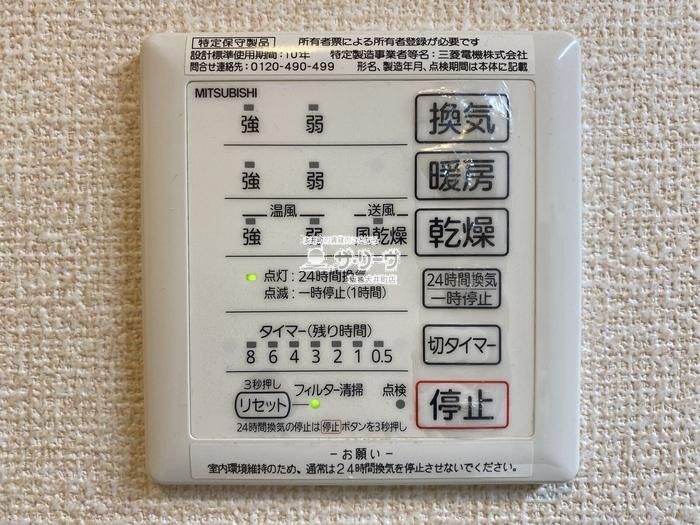 特定保守製品 所有者票による所有者登録が必要です
設計標準使用期間:10年 特定製造事業者等名:三菱電機株式会社
問合せ連絡先:0120-490-499 形名、製造年月、点検期間は本体に記載
MITSUBISHI
強 弱 換気
強 弱 暖房
温風 送風
強 弱 風乾燥 乾燥
ザ・リーヴ
大井町店
点灯:24時間換気
点滅:一時停止(1時間)
24時間換気
一時停止
タイマー(残り時間)
8 6 4 3 2 1 0.5
切タイマー
3秒押し
リセット フィルター清掃 点検
停止
24時間換気の停止は停止ボタンを3秒押し
-お願い-
室内環境維持のため、通常は24時間換気を停止させないでください。